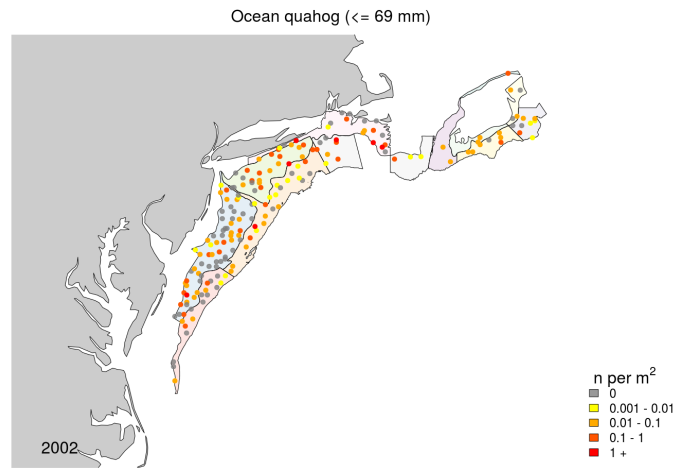 Ocean quahog (<= 69 mm)
n per m²
0
0.001 - 0.01
0.01 - 0.1
0.1 - 1
1 +
2002